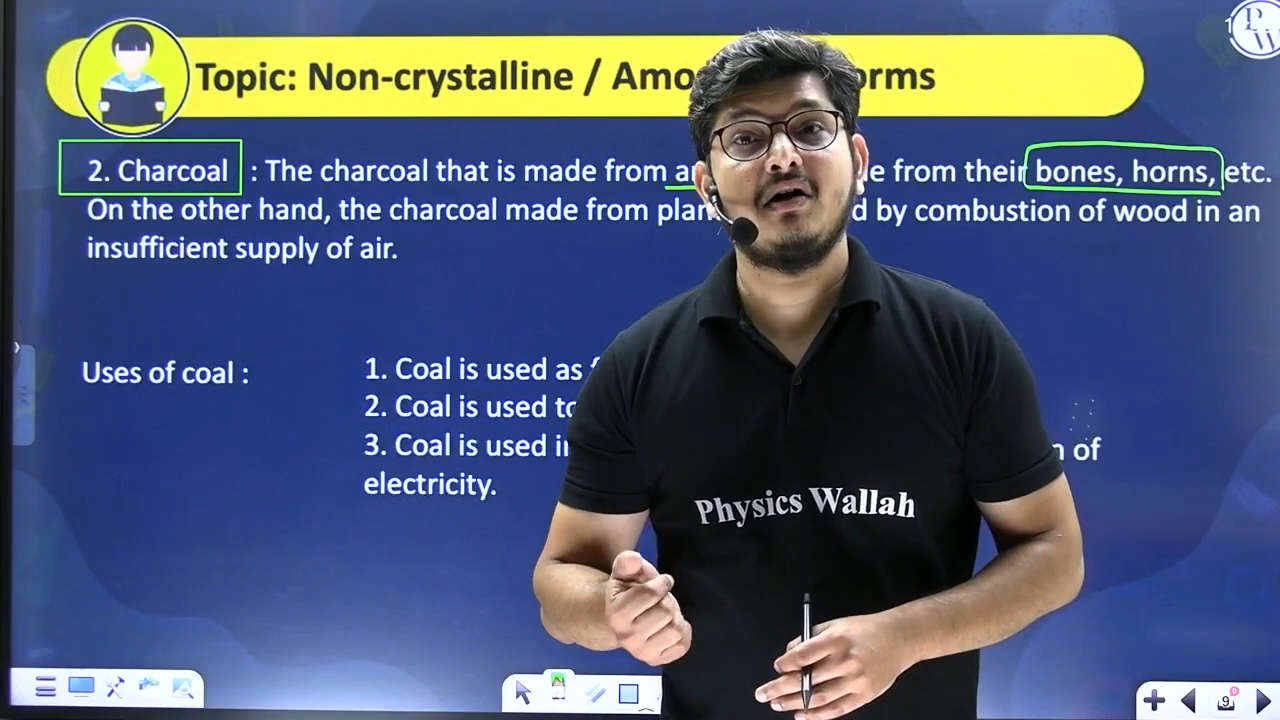 Topic: Non-crystalline / Amo orms
2. Charcoal : The charcoal that is made from from their bones, horns, etc.
On the other hand, the charcoal made from by combustion of wood in an
insufficient supply of air.
Uses of coal :
1. Coal is used as
2. Coal is used
3. Coal is used of
electricity.
Physics Wallah
P
W
9